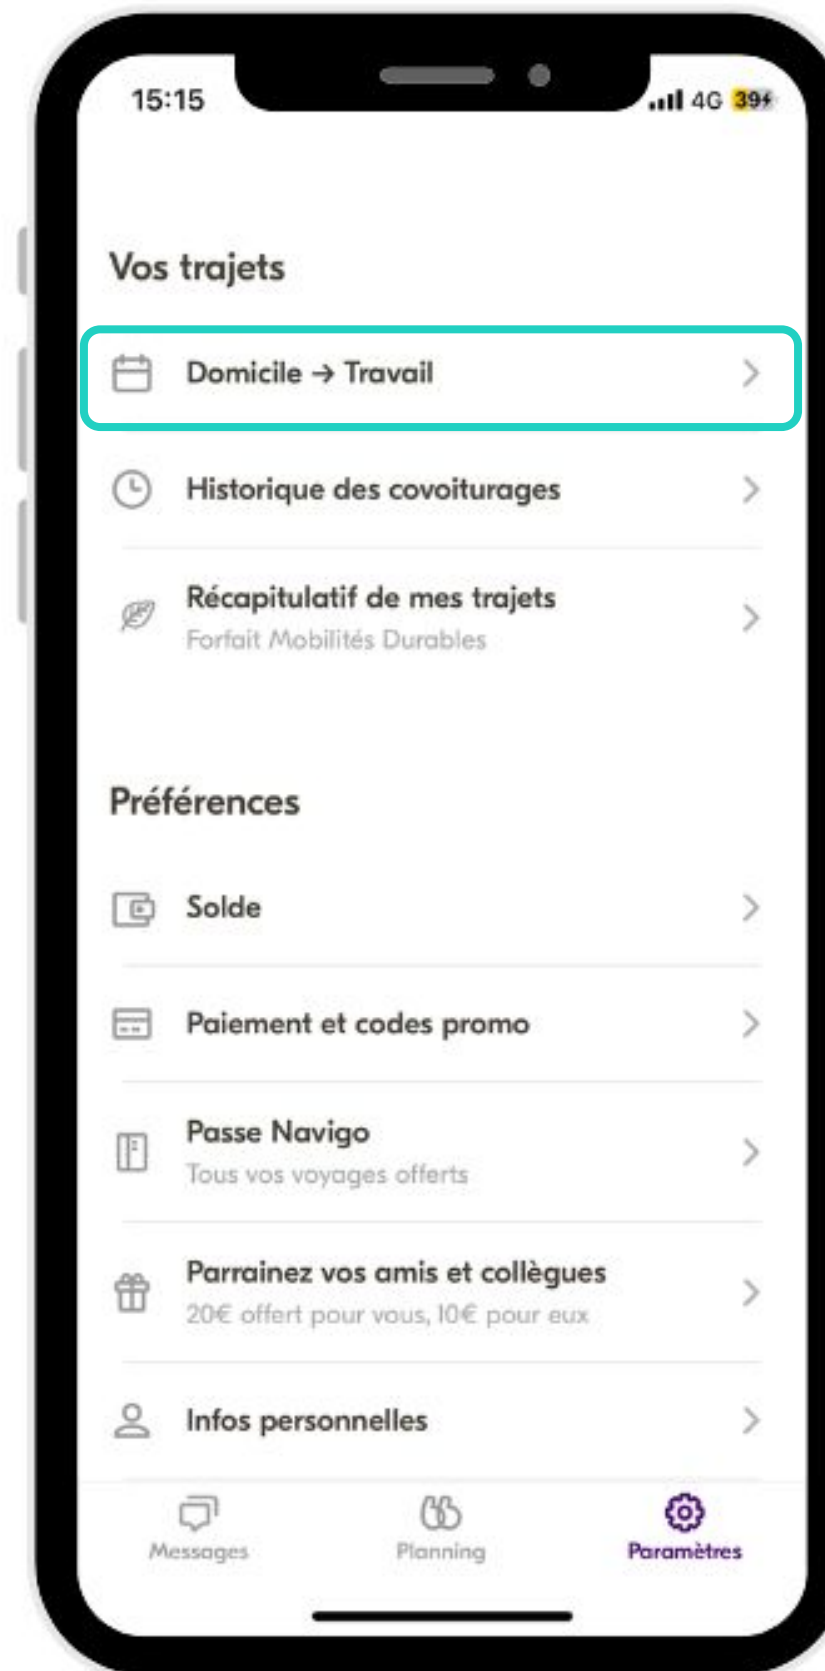 15:15
4G 39
Vos trajets
Domicile → Travail
Historique des covoiturages
Récapitulatif de mes trajets
Forfait Mobilités Durables
Préférences
Solde
Paiement et codes promo
Passe Navigo
Tous vos voyages offerts
Parrainez vos amis et collègues
20€ offert pour vous, 10€ pour eux
Infos personnelles
Messages
Planning
Paramètres